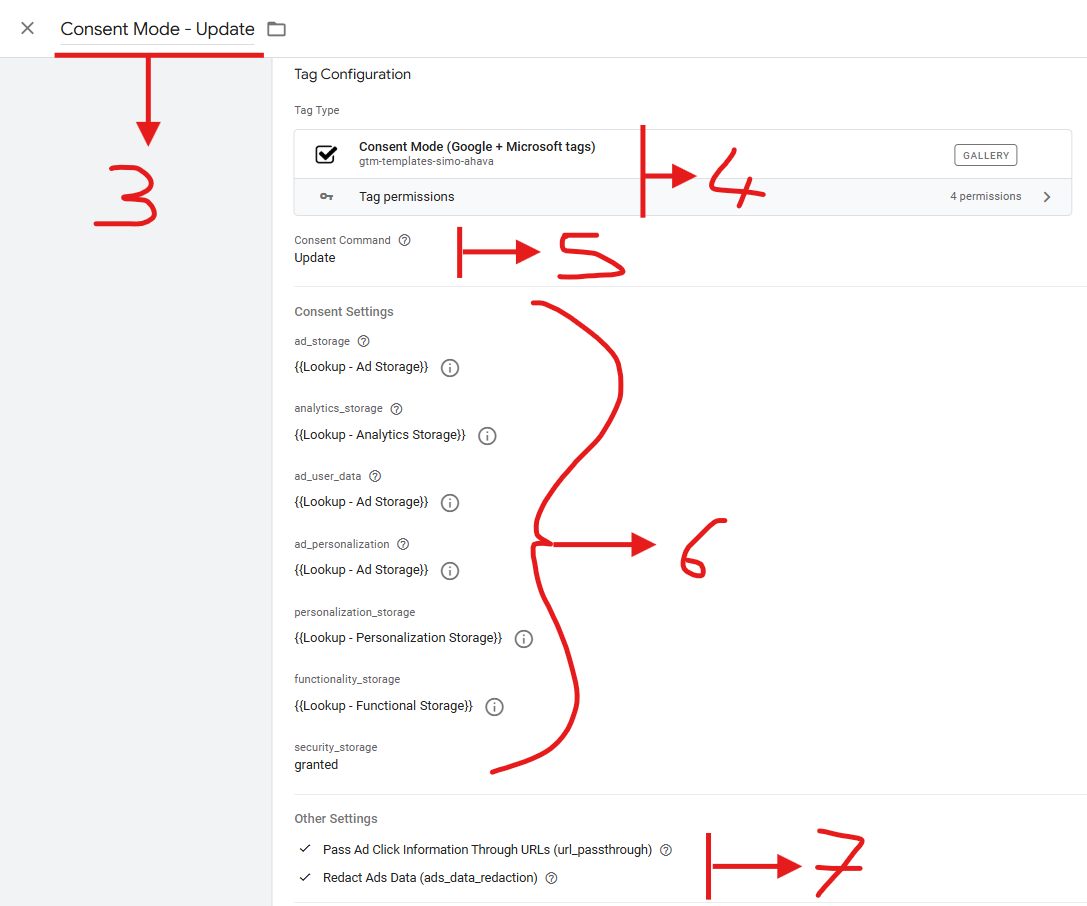 Consent Mode - Update
3
Tag Configuration
Tag Type
Consent Mode (Google + Microsoft tags)
gtm-templates-simo-ahava
GALLERY
4
Tag permissions
4 permissions
Consent Command
Update
5
Consent Settings
ad_storage
{{Lookup - Ad Storage}}
analytics_storage
{{Lookup - Analytics Storage}}
ad_user_data
{{Lookup - Ad Storage}}
ad_personalization
{{Lookup - Ad Storage}}
6
personalization_storage
{{Lookup - Personalization Storage}}
functionality_storage
{{Lookup - Functional Storage}}
security_storage
granted
Other Settings
Pass Ad Click Information Through URLs (url_passthrough)
Redact Ads Data (ads_data_redaction)
7